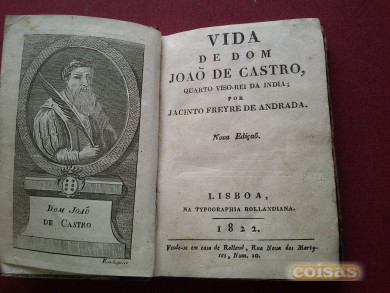 DOM JOAÕ
DE CASTRO
VIDA
DE DOM
JOAÕ DE CASTRO,
QUARTO VISO-REI DA INDIA;
POR
JACINTO FREYRE DE ANDRADA.
Nova Ediçaõ.
LISBOA,
NA TYPOGRAPHIA ROLLANDIANA.
1822.
Vende-se em casa de Rolland, Rua Nova dos Marty-
res, Num. 10.
coisas